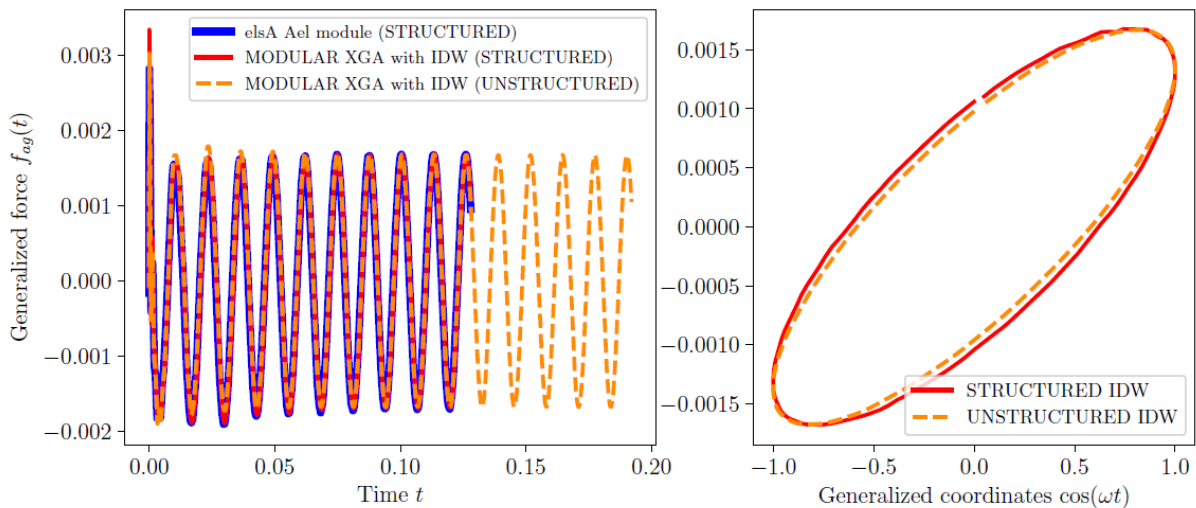 elsA Ael module (STRUCTURED)
MODULAR XGA with IDW (STRUCTURED)
MODULAR XGA with IDW (UNSTRUCTURED)
Generalized force f_ag(t)
0.003
0.002
0.001
0.000
−0.001
−0.002
0.00 0.05 0.10 0.15 0.20
Time t
0.0015
0.0010
0.0005
0.0000
−0.0005
−0.0010
−0.0015
STRUCTURED IDW
UNSTRUCTURED IDW
−1.0 −0.5 0.0 0.5 1.0
Generalized coordinates cos(ωt)